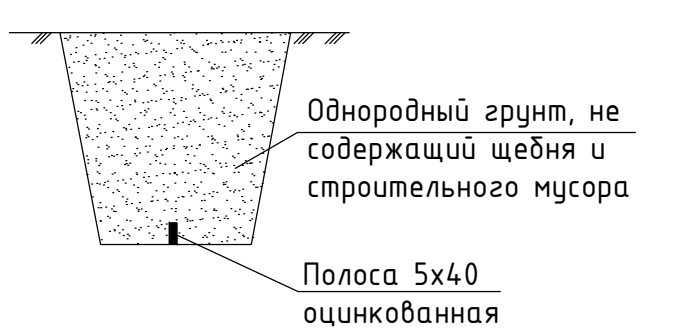 Однородный грунт, не
содержащий щебня и
строительного мусора
Полоса 5х40
оцинкованная